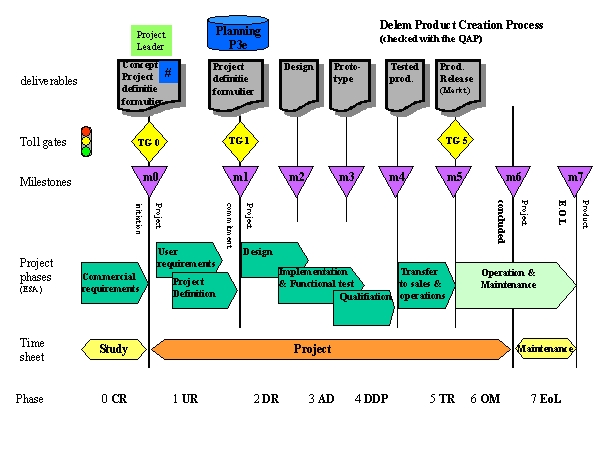 Project
Leader
Planning
P3e
Delem Product Creation Process
(checked with the QAP)
deliverables
Concept
Project
definitie
formulier
#
Project
definitie
formulier
Design
Proto-
type
Tested
prod.
Prod.
Release
(Markt.)
Toll gates
TG 0
TG 1
TG 5
Milestones
m0
m1
m2
m3
m4
m5
m6
m7
Project
initiation
Project
commitment
Project
concluded
Product
E.O.L
Project
phases
(ESA)
Commercial
requirements
User
requirements
Project
Definition
Design
Implementation
& Functional test
Qualifiation
Transfer
to sales &
operations
Operation &
Maintenance
Time
sheet
Study
Project
Maintenance
Phase
0 CR
1 UR
2 DR
3 AD
4 DDP
5 TR
6 OM
7 EoL